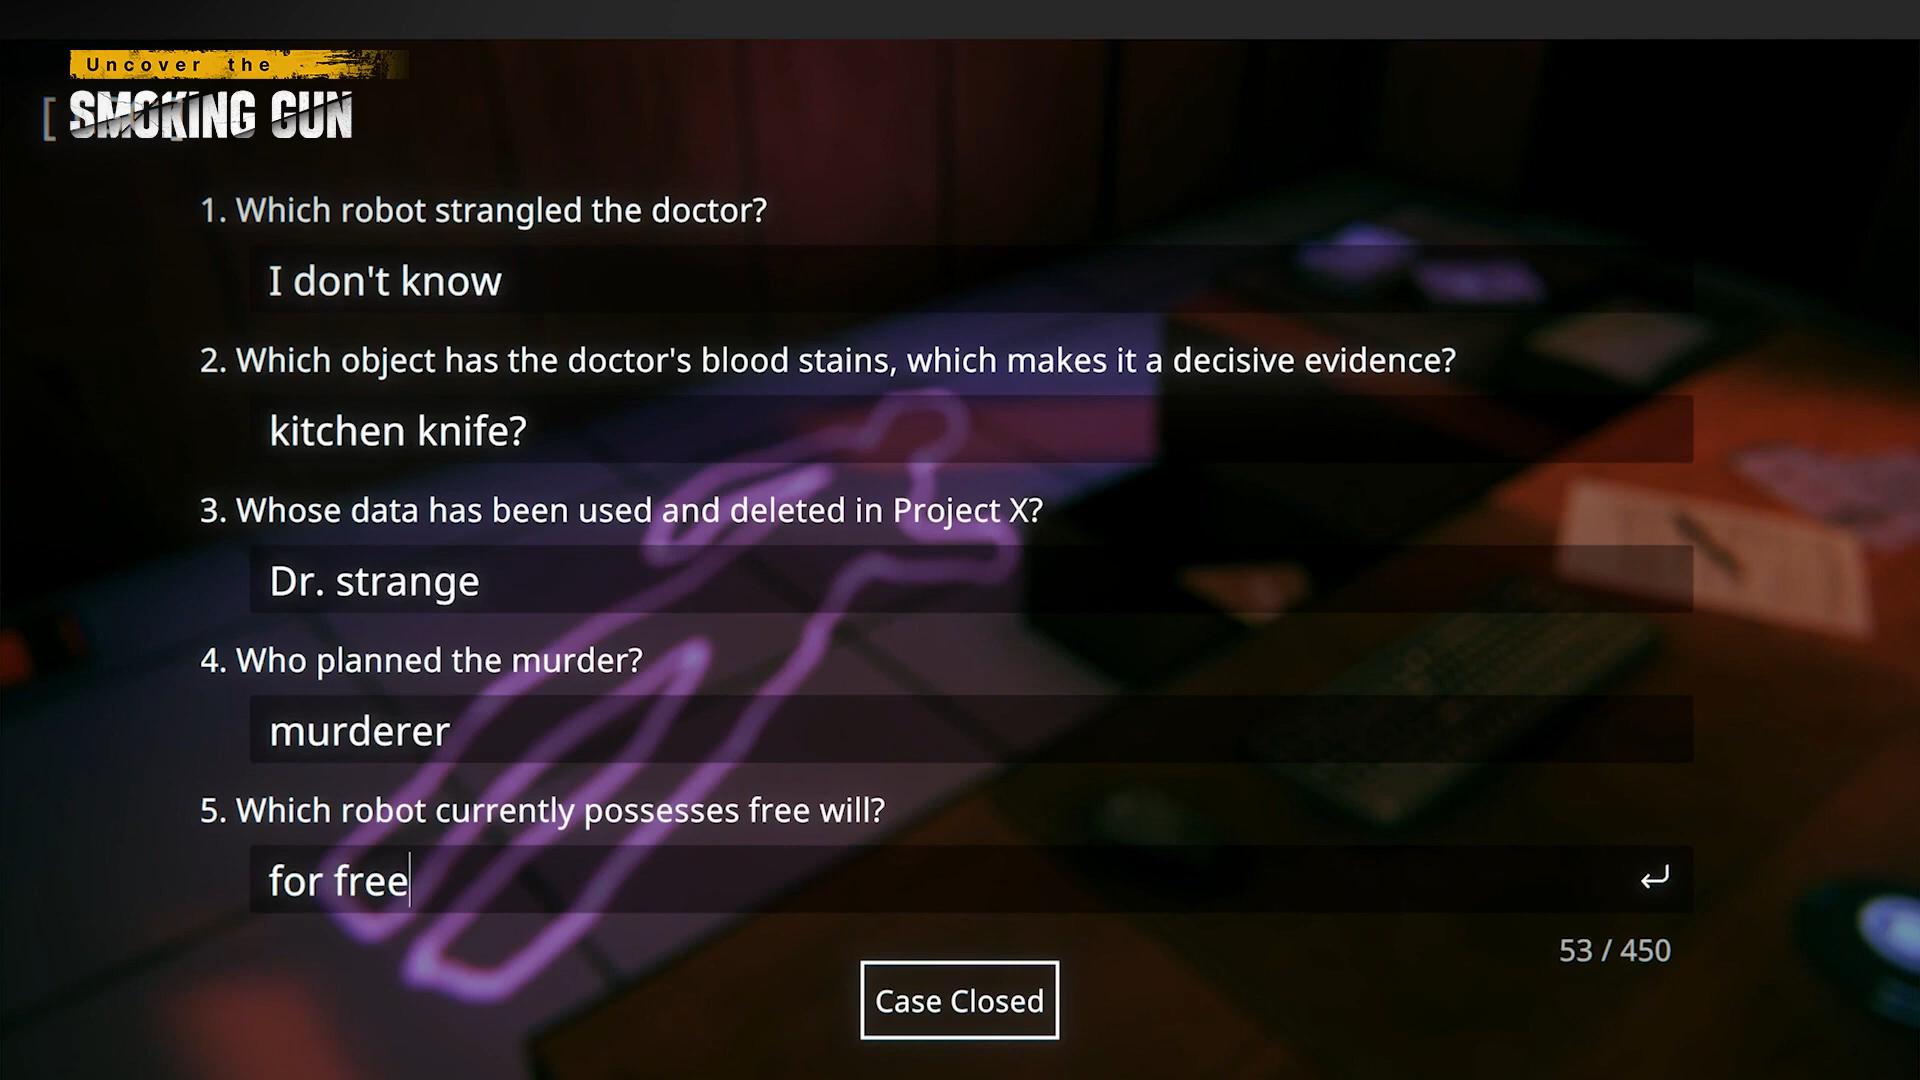 Uncover the
[ SMOKING GUN
1. Which robot strangled the doctor?
I don't know
2. Which object has the doctor's blood stains, which makes it a decisive evidence?
kitchen knife?
3. Whose data has been used and deleted in Project X?
Dr. strange
4. Who planned the murder?
murderer
5. Which robot currently possesses free will?
for free
53 / 450
Case Closed